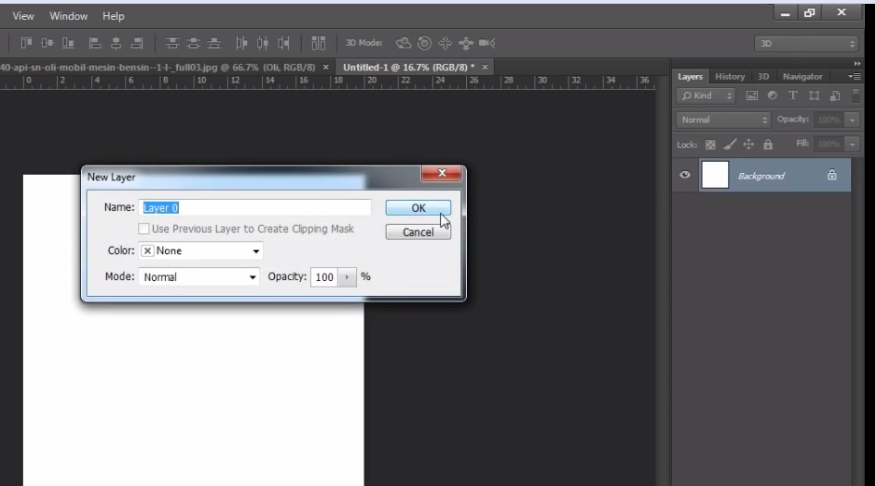 View Window Help
3D Mode: 3D
40-api-sn-oli-mobil-mesin-bensin--1-l-_full03.jpg @ 66.7% (Oli, RGB/8) × Untitled-1 @ 16.7% (RGB/8) * ×
0 2 4 6 8 10 12 14 16 18 20 22 24 26 28 30 32 34 36
Layers History 3D Navigator
Kind
Normal Opacity: 100%
Lock: Fill: 100%
Background
New Layer
Name: Layer 0 OK
Use Previous Layer to Create Clipping Mask Cancel
Color: None
Mode: Normal Opacity: 100 %